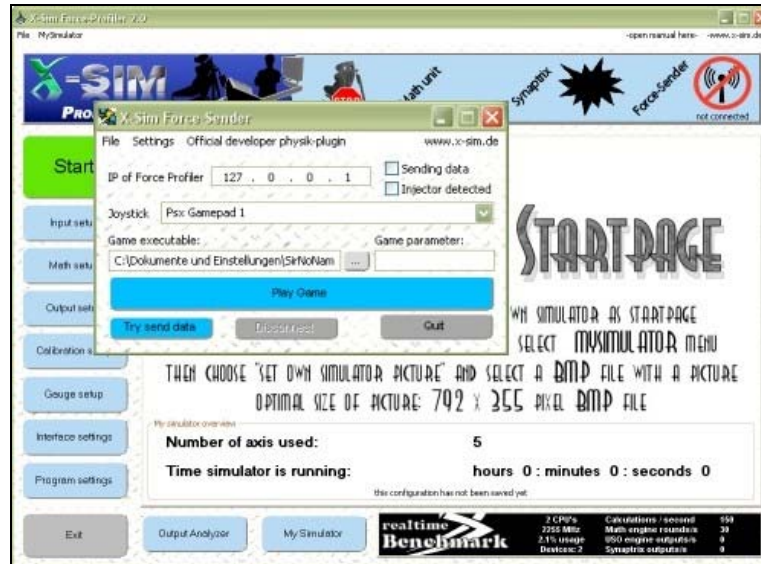 X-Sim Force-Profiler 2.0
File MySimulator
-open manual here- -www.x-sim.de
X-SIM
PRO
STOP
Math unit
Synaptrix
Force-Sender
not connected
X-Sim Force Sender
File Settings Official developer physik-plugin www.x-sim.de
IP of Force Profiler 127 . 0 . 0 . 1
Sending data
Injector detected
Joystick Psx Gamepad 1
Game executable: Game parameter:
C:\Dokumente und Einstellungen\SirNoNam ...
Play Game
Try send data Disconnect Quit
Start
Input setu
Math setu
Output setu
Calibration s
Gauge setup
Interface settings
Program settings
Exit
STARTPAGE
WN SIMULATOR AS STARTPAGE
SELECT MYSIMULATOR MENU
THEN CHOOSE "SET OWN SIMULATOR PICTURE" AND SELECT A BMP FILE WITH A PICTURE
OPTIMAL SIZE OF PICTURE: 792 X 355 PIXEL BMP FILE
My simulator overview
Number of axis used: 5
Time simulator is running: hours 0 : minutes 0 : seconds 0
this configuration has not been saved yet
Output Analyzer
My Simulator
realtime
Benchmark
2 CPU's
2255 MHz
2.1% usage
Devices: 2
Calculations / second 150
Math engine rounds/s 30
USO engine outputs/s 0
Synaptrix outputs/s 0